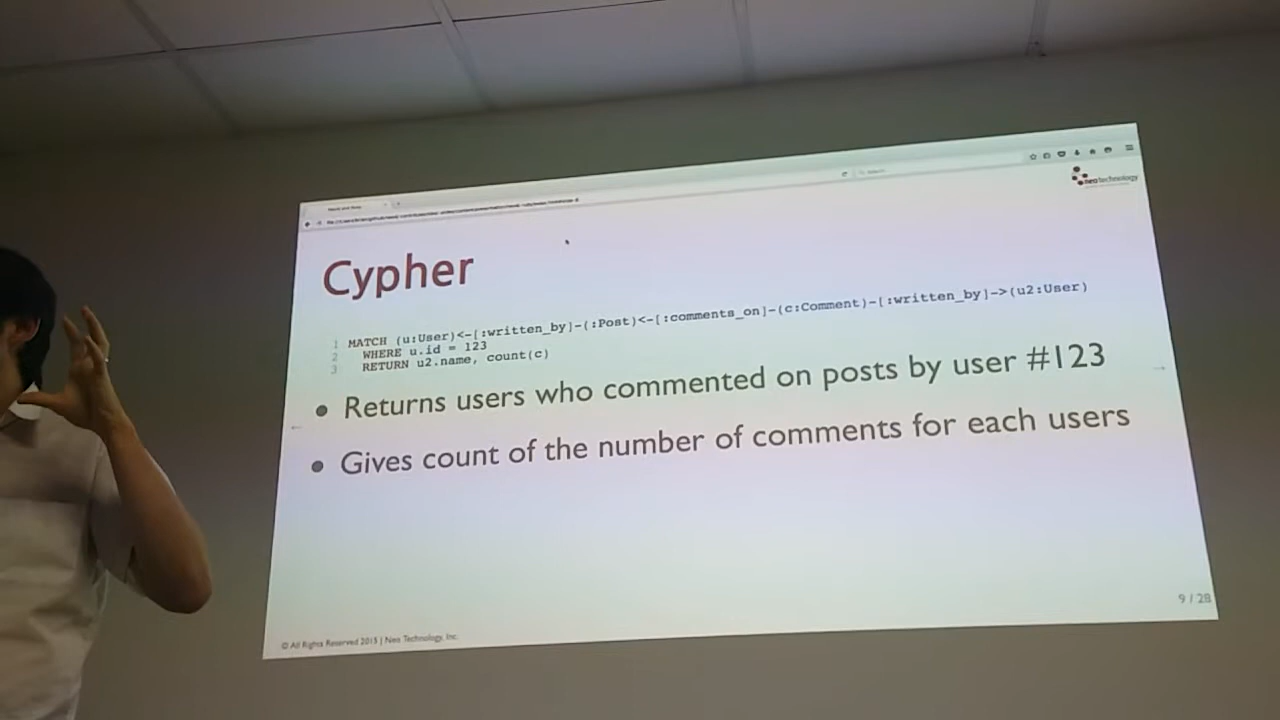 neotechnology
Cypher
1 MATCH (u:User)<-[:written_by]-(:Post)<-[:comments_on]-(c:Comment)-[:written_by]->(u2:User)
2 WHERE u.id = 123
3 RETURN u2.name, count(c)
• Returns users who commented on posts by user #123
• Gives count of the number of comments for each users
9 / 28
© All Rights Reserved 2015 | Neo Technology, Inc.